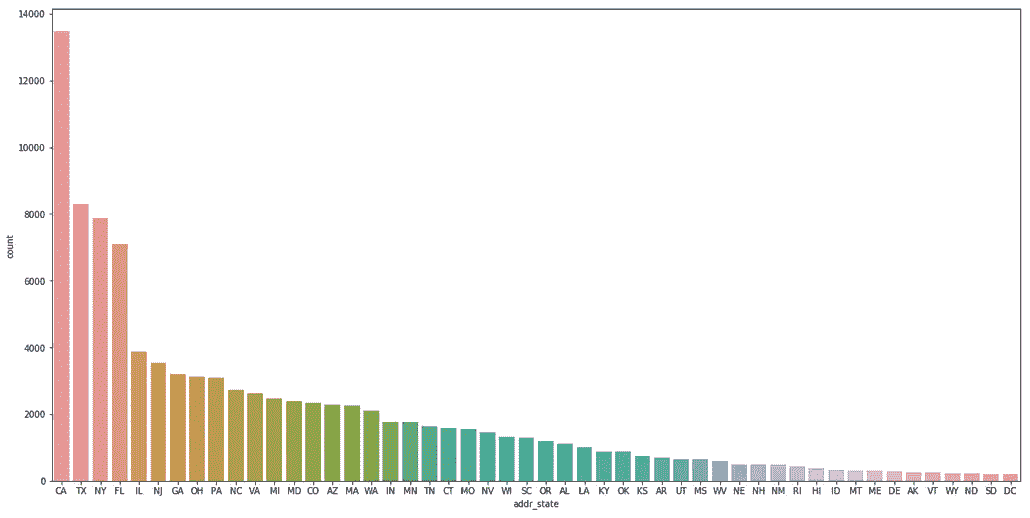 14000
12000
10000
8000
6000
4000
2000
0
count
CA TX NY FL IL NJ GA OH PA NC VA MI MD CO AZ MA WA IN MN TN CT MO NV WI SC OR AL LA KY OK KS AR UT MS WV NE NH NM RI HI ID MT ME DE AK VT WY ND SD DC
addr_state